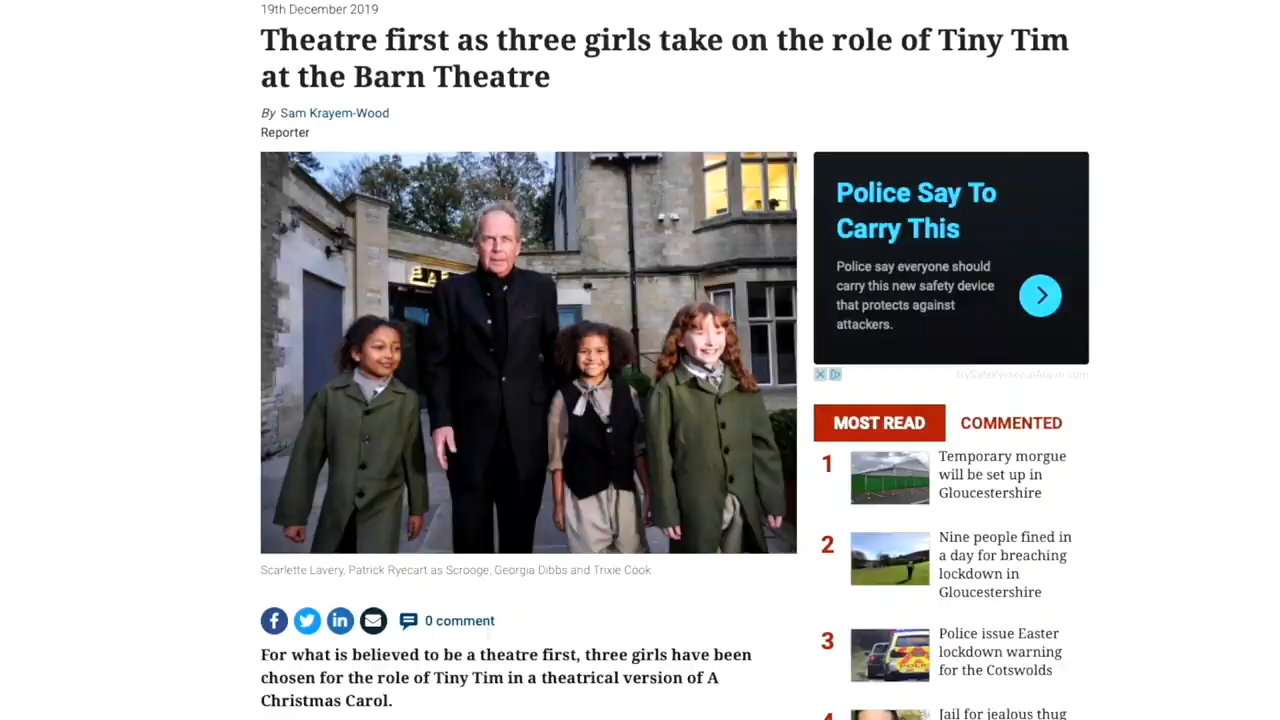 19th December 2019
Theatre first as three girls take on the role of Tiny Tim
at the Barn Theatre
By Sam Krayem-Wood
Reporter
Scarlette Lavery, Patrick Ryecart as Scrooge, Georgia Dibbs and Trixie Cook
0 comment
For what is believed to be a theatre first, three girls have been
chosen for the role of Tiny Tim in a theatrical version of A
Christmas Carol.
Police Say To
Carry This
Police say everyone should
carry this new safety device
that protects against
attackers.
MOST READ
COMMENTED
1
Temporary morgue
will be set up in
Gloucestershire
2
Nine people fined in
a day for breaching
lockdown in
Gloucestershire
3
Police issue Easter
lockdown warning
for the Cotswolds
Jail for jealous thug